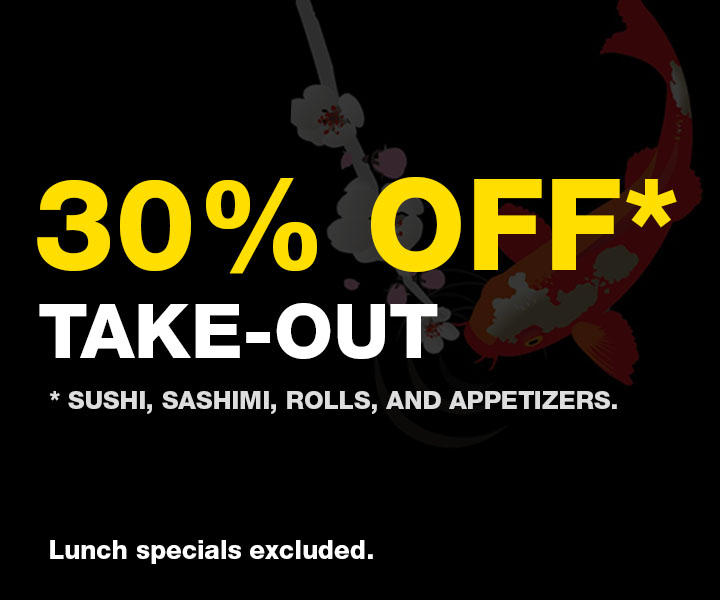 30% OFF*
TAKE-OUT
* SUSHI, SASHIMI, ROLLS, AND APPETIZERS.
Lunch specials excluded.